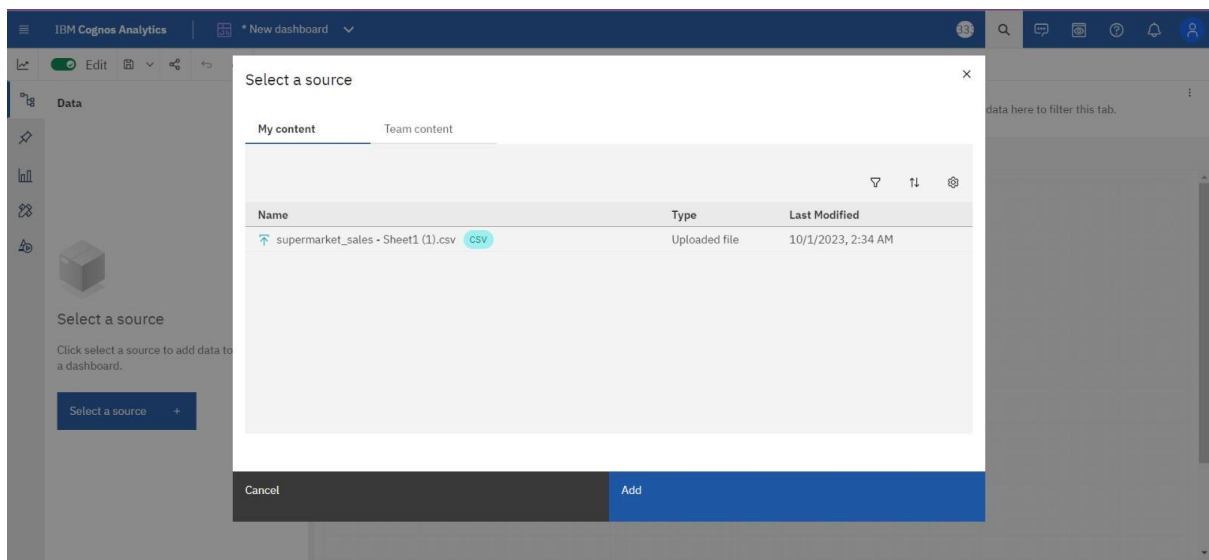 IBM Cognos Analytics
* New dashboard
Edit
Data
Select a source
data here to filter this tab.
My content Team content
Name Type Last Modified
supermarket_sales - Sheet1 (1).csv CSV Uploaded file 10/1/2023, 2:34 AM
Select a source
Click select a source to add data to
a dashboard.
Select a source +
Cancel Add